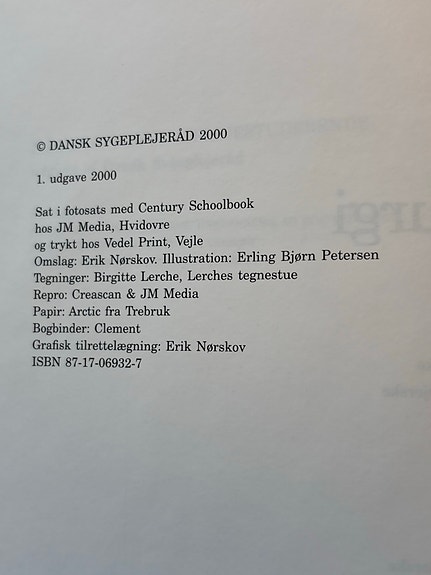 © DANSK SYGEPLEJERÅD 2000
1. udgave 2000
Sat i fotosats med Century Schoolbook
hos JM Media, Hvidovre
og trykt hos Vedel Print, Vejle
Omslag: Erik Nørskov. Illustration: Erling Bjørn Petersen
Tegninger: Birgitte Lerche, Lerches tegnestue
Repro: Creascan & JM Media
Papir: Arctic fra Trebruk
Bogbinder: Clement
Grafisk tilrettelægning: Erik Nørskov
ISBN 87-17-06932-7